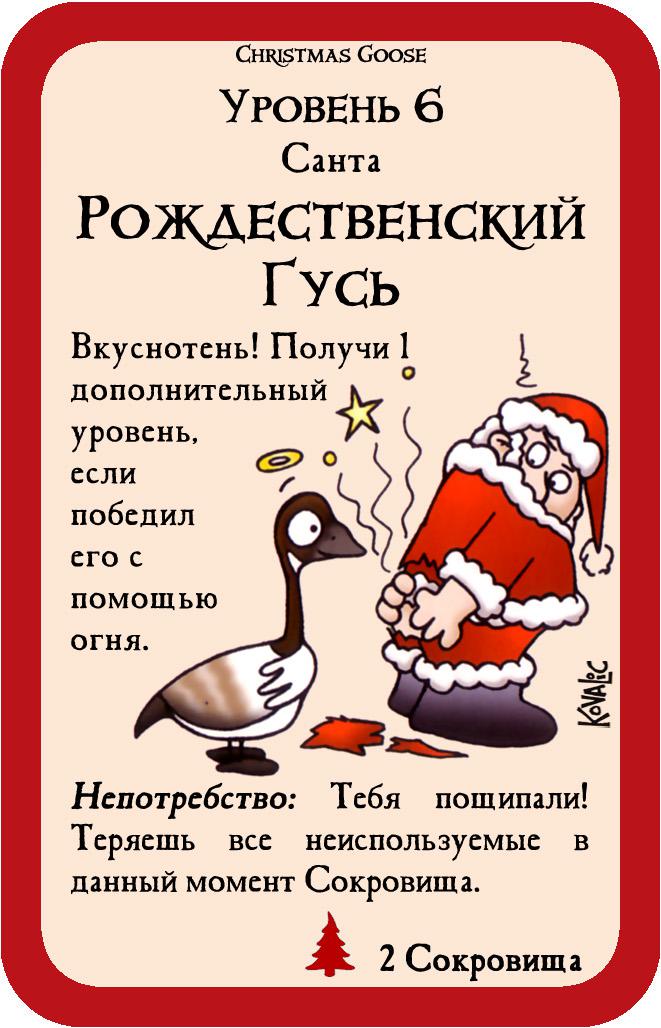 Christmas Goose
Уровень 6
Санта
Рождественский
Гусь
Вкуснотень! Получи 1
дополнительный
уровень,
если
победил
его с
помощью
огня.
Kovalic
Непотребство: Тебя пощипали!
Теряешь все неиспользуемые в
данный момент Сокровища.
2 Сокровища